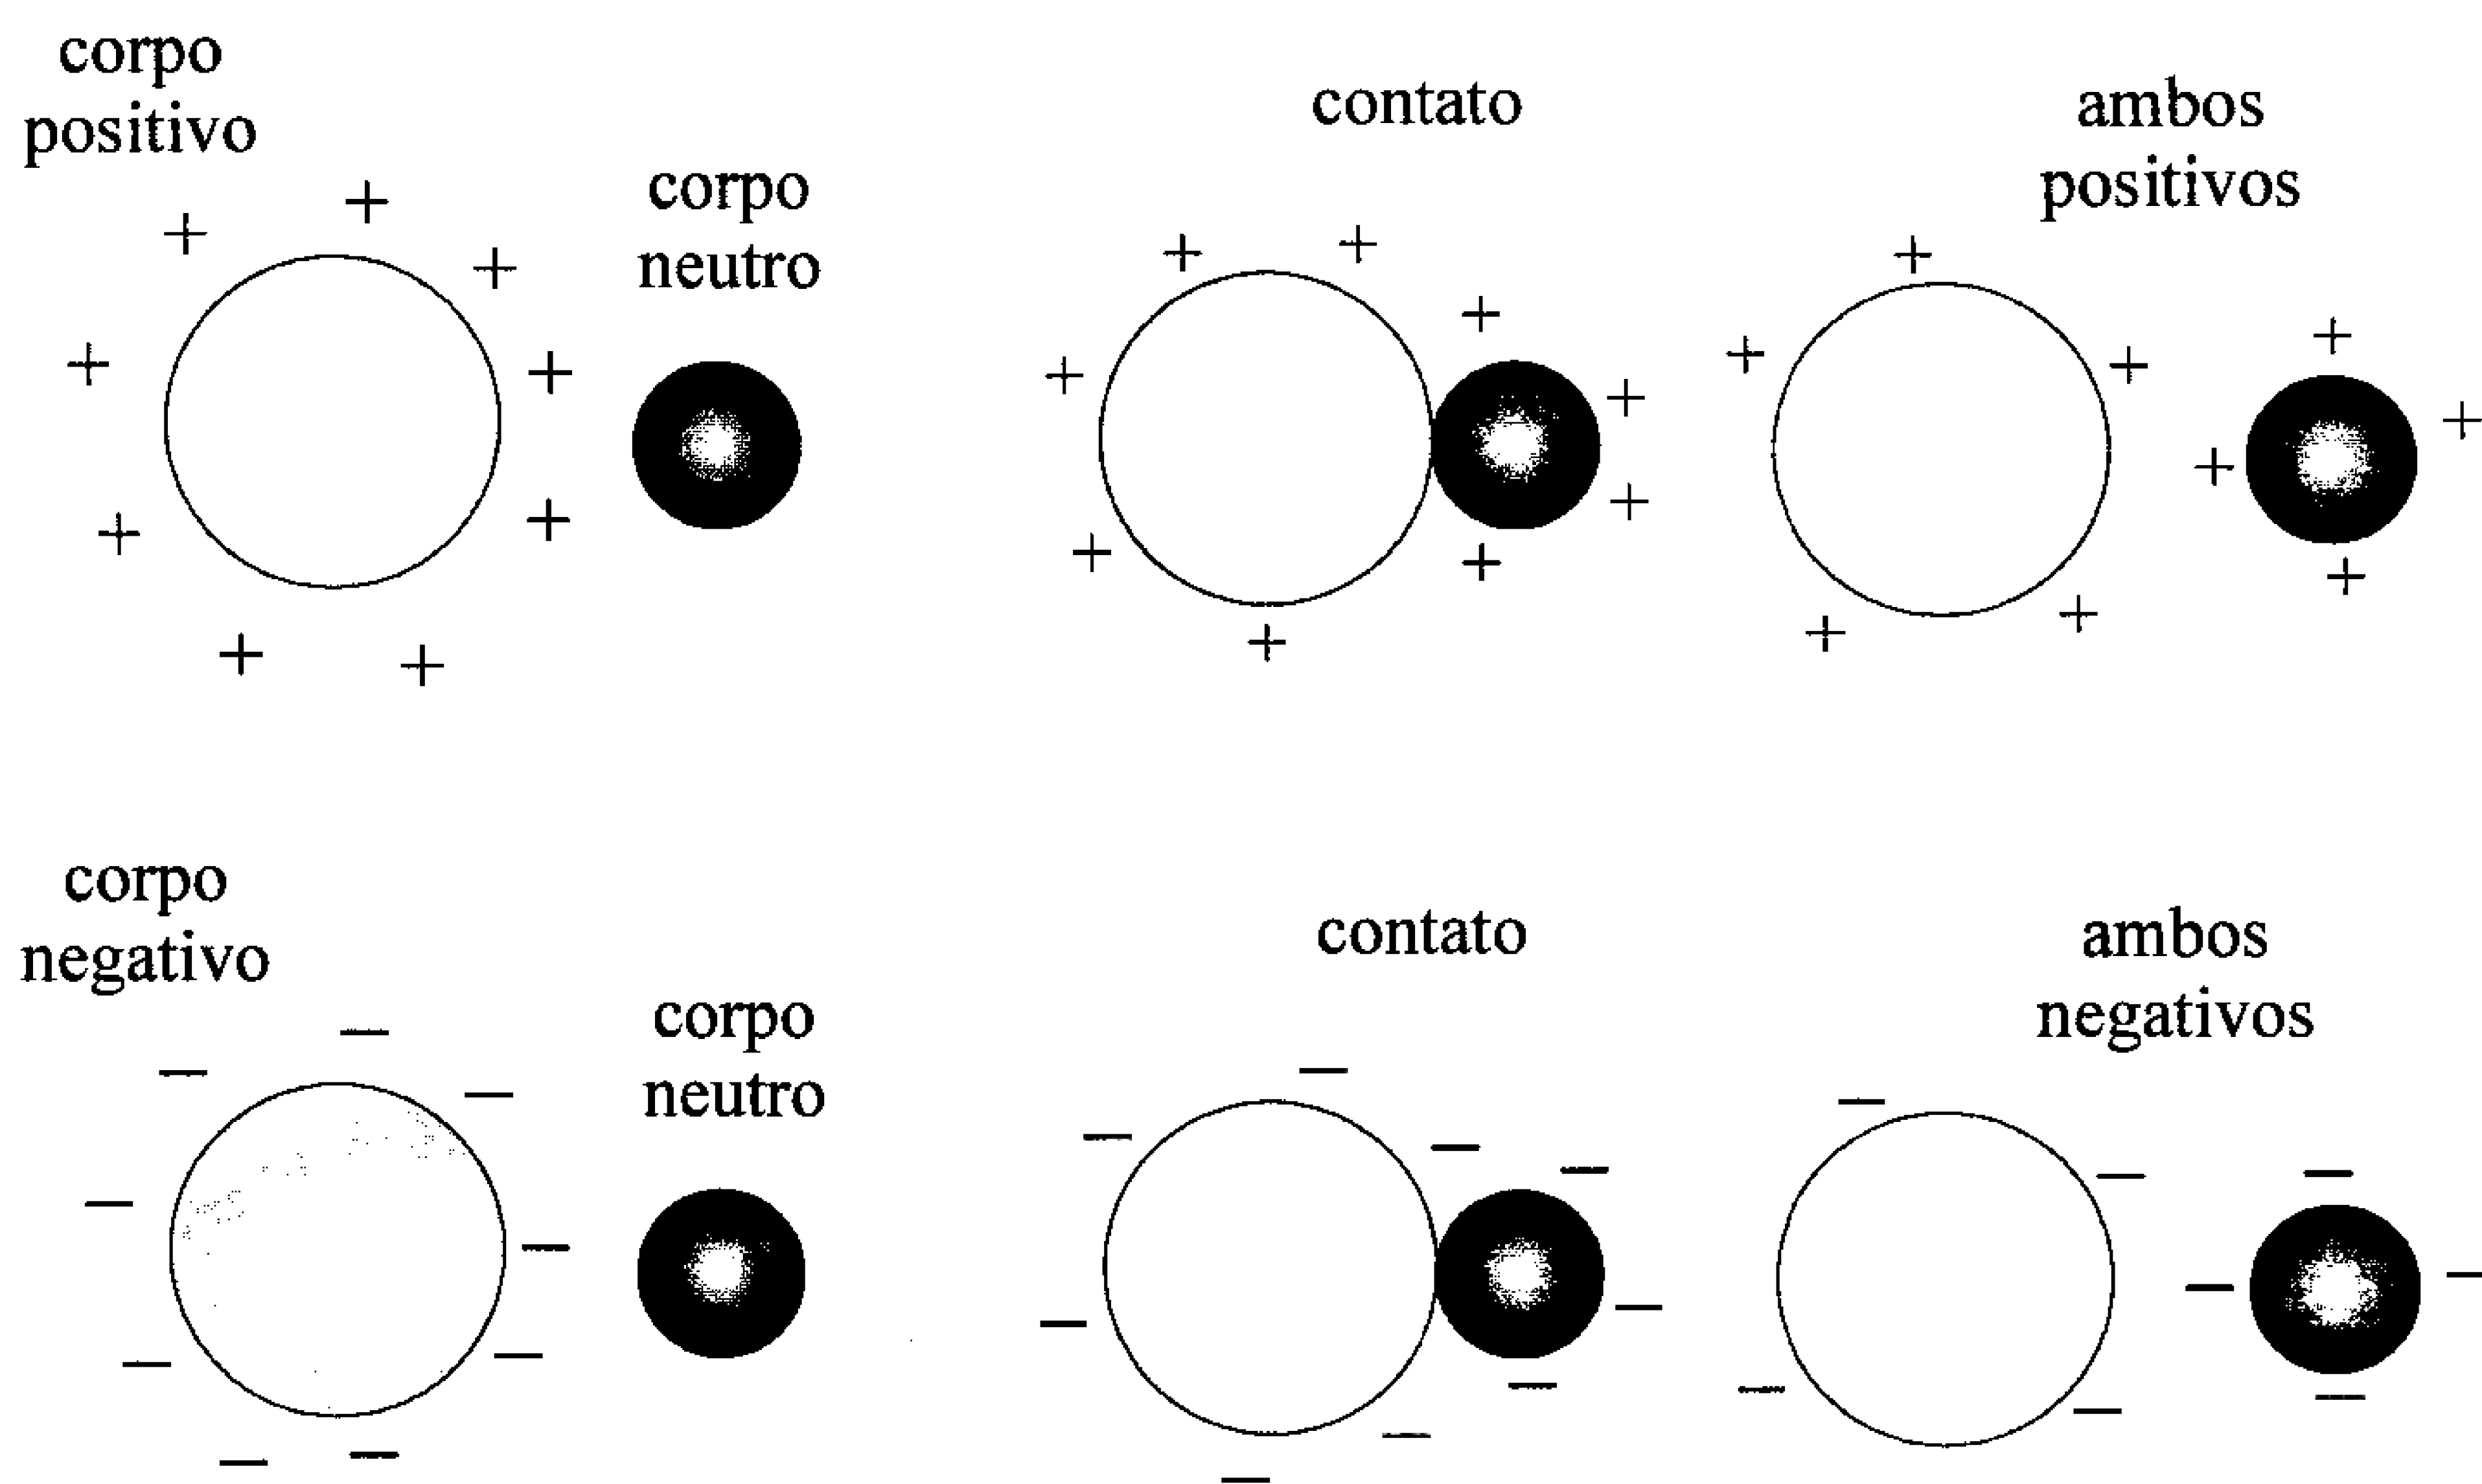 corpo
positivo
corpo
neutro
contato
ambos
positivos
corpo
negativo
corpo
neutro
contato
ambos
negativos